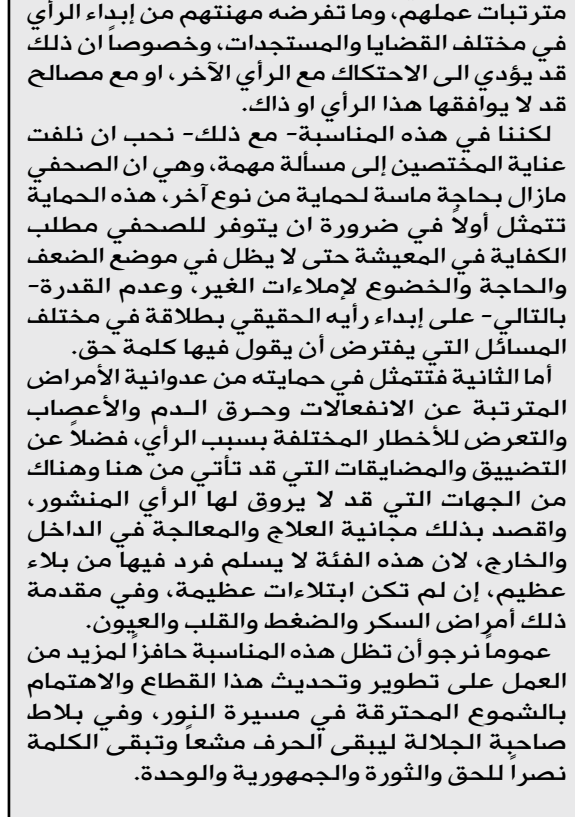 مترتبات عملهم، وما تفرضه مهنتهم من إبداء الرأي
في مختلف القضايا والمستجدات، وخصوصاً ان ذلك
قد يؤدي الى الاحتكاك مع الرأي الآخر، او مع مصالح
قد لا يوافقها هذا الرأي او ذاك.
لكننا في هذه المناسبة- مع ذلك- نحب ان نلفت
عناية المختصين إلى مسألة مهمة، وهي ان الصحفي
مازال بحاجة ماسة لحماية من نوع آخر، هذه الحماية
تتمثل أولاً في ضرورة ان يتوفر للصحفي مطلب
الكفاية في المعيشة حتى لا يظل في موضع الضعف
والحاجة والخضوع لإملاءات الغير، وعدم القدرة-
بالتالي- على إبداء رأيه الحقيقي بطلاقة في مختلف
المسائل التي يفترض أن يقول فيها كلمة حق.
أما الثانية فتتمثل في حمايته من عدوانية الأمراض
المترتبة عن الانفعالات وحرق الدم والأعصاب
والتعرض للأخطار المختلفة بسبب الرأي، فضلاً عن
التضييق والمضايقات التي قد تأتي من هنا وهناك
من الجهات التي قد لا يروق لها الرأي المنشور،
واقصد بذلك مجانية العلاج والمعالجة في الداخل
والخارج، لان هذه الفئة لا يسلم فرد فيها من بلاء
عظيم، إن لم تكن ابتلاءات عظيمة، وفي مقدمة
ذلك أمراض السكر والضغط والقلب والعيون.
عموماً نرجو أن تظل هذه المناسبة حافزاً لمزيد من
العمل على تطوير وتحديث هذا القطاع والاهتمام
بالشموع المحترقة في مسيرة النور، وفي بلاط
صاحبة الجلالة ليبقى الحرف مشعاً وتبقى الكلمة
نصراً للحق والثورة والجمهورية والوحدة.